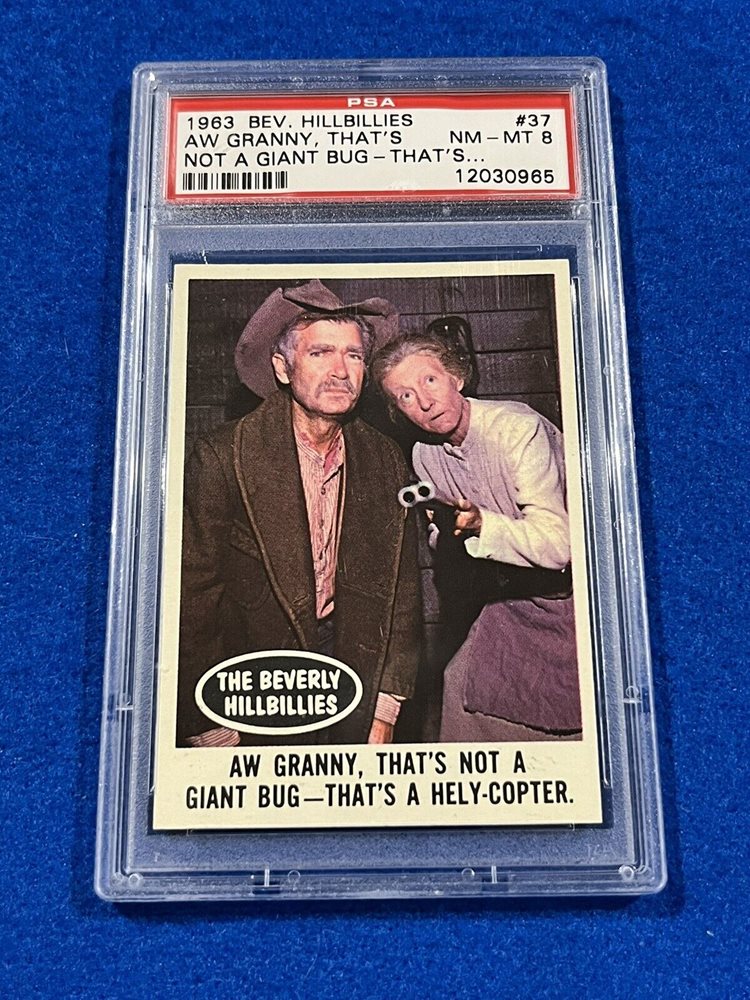 PSA
1963 BEV. HILLBILLIES #37
AW GRANNY, THAT'S NM-MT 8
NOT A GIANT BUG-THAT'S...
12030965
THE BEVERLY
HILLBILLIES
AW GRANNY, THAT'S NOT A
GIANT BUG—THAT'S A HELY-COPTER.